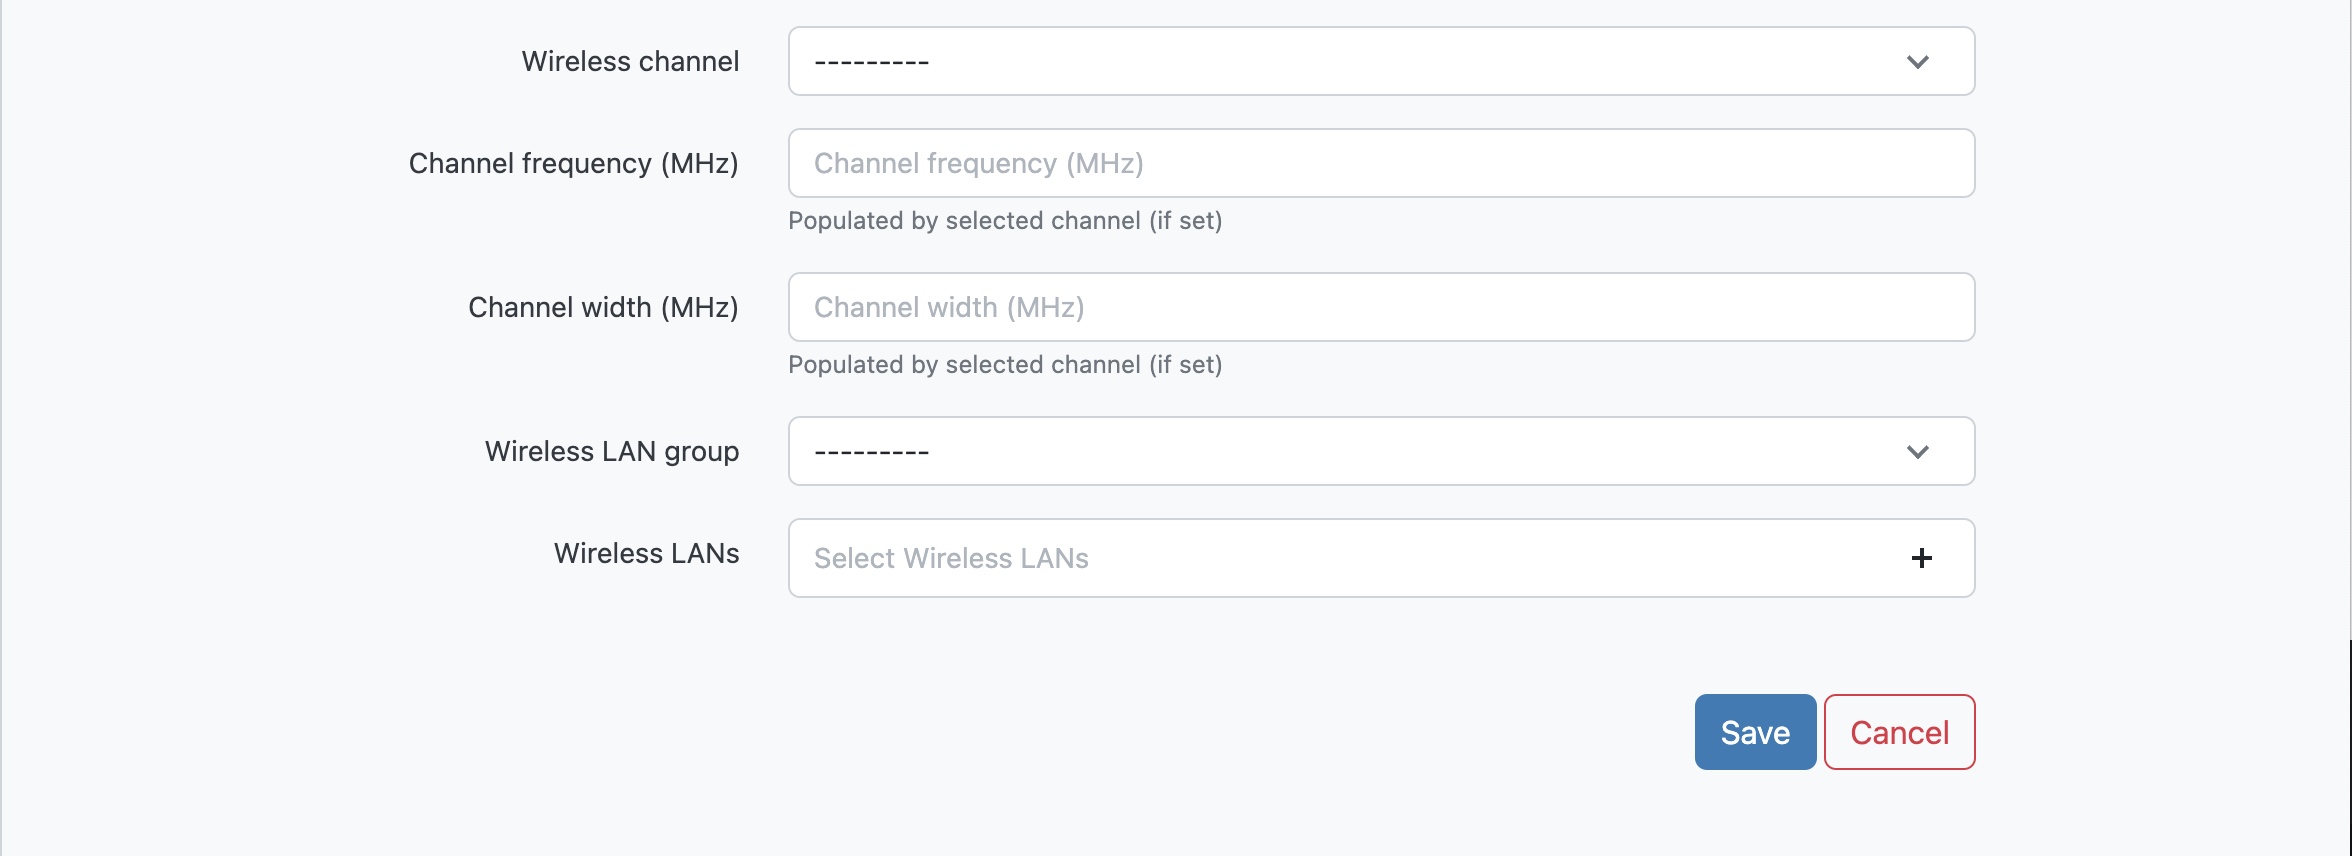 Wireless channel ---------
Channel frequency (MHz) Channel frequency (MHz)
Populated by selected channel (if set)
Channel width (MHz) Channel width (MHz)
Populated by selected channel (if set)
Wireless LAN group ---------
Wireless LANs Select Wireless LANs
Save Cancel